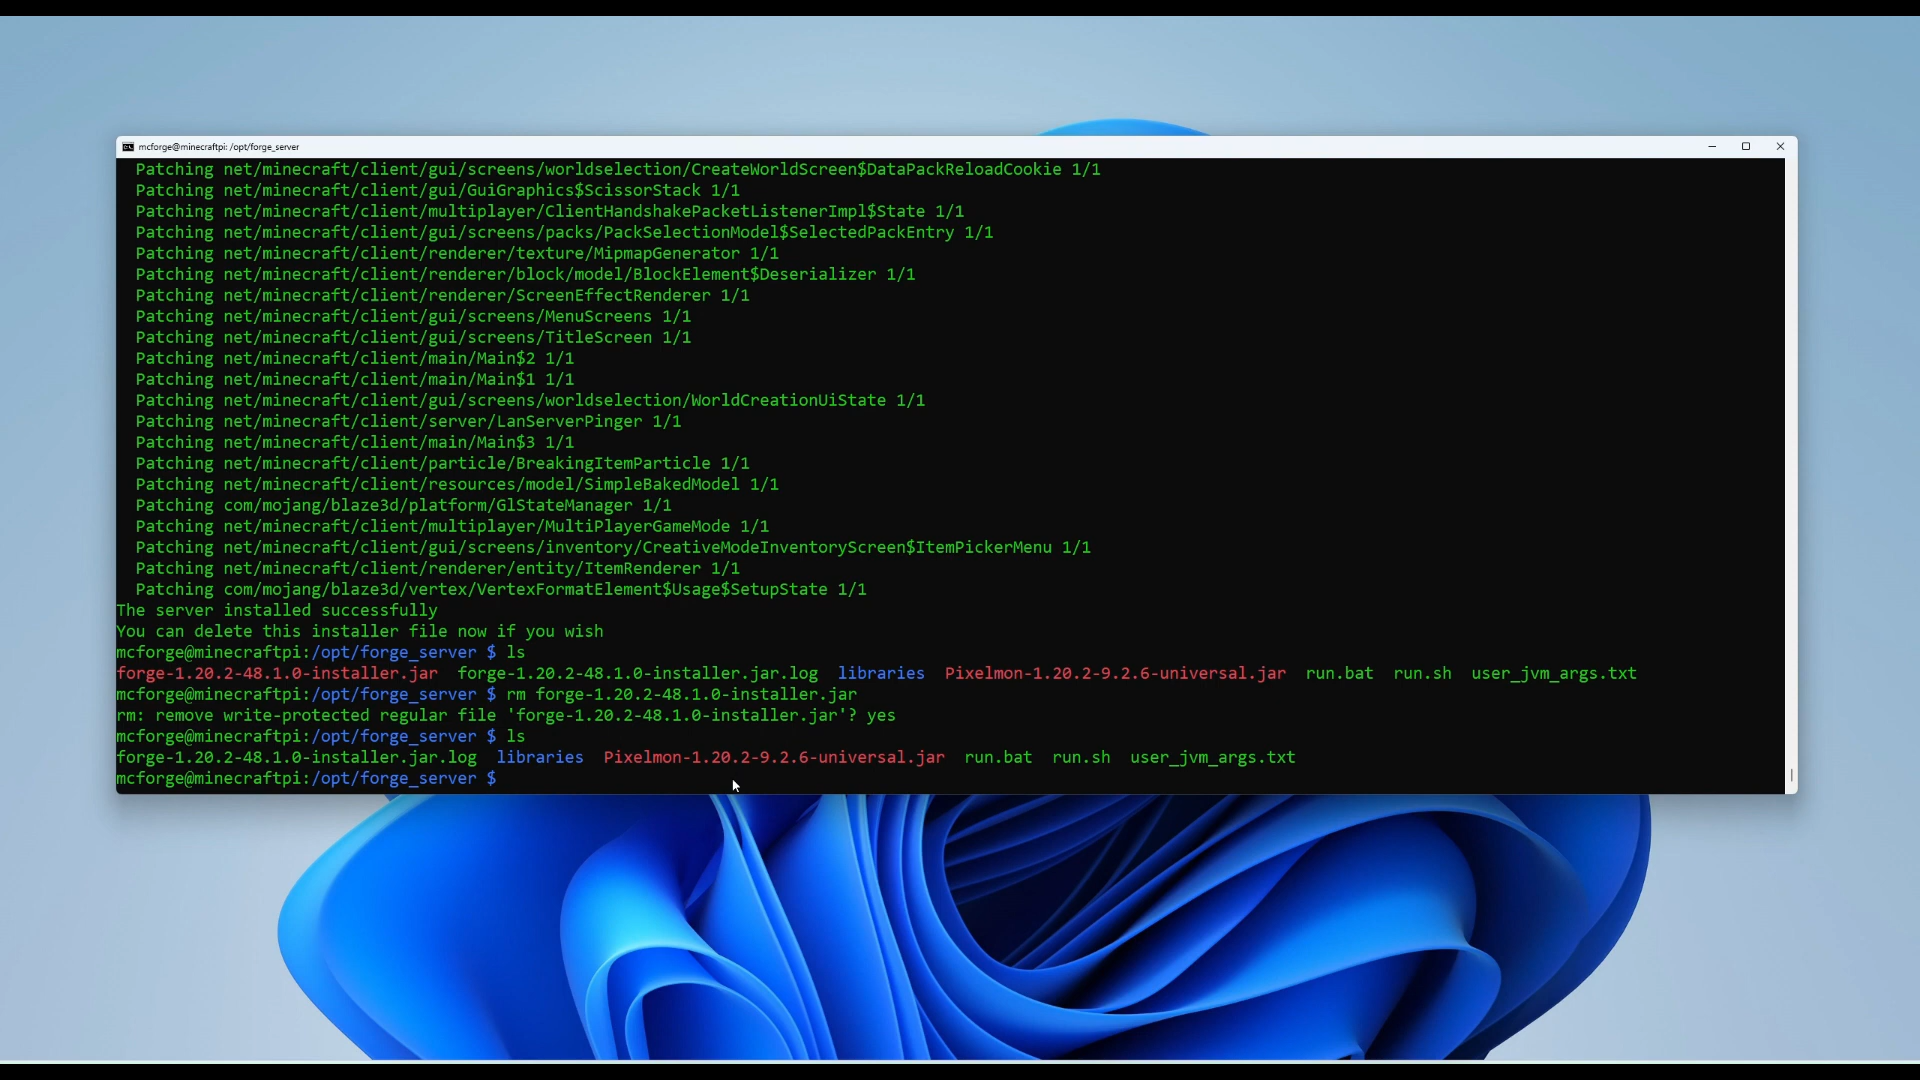 mcforge@minecraftpi: /opt/forge_server
Patching net/minecraft/client/gui/screens/worldselection/CreateWorldScreen$DataPackReloadCookie 1/1
Patching net/minecraft/client/gui/GuiGraphics$ScissorStack 1/1
Patching net/minecraft/client/multiplayer/ClientHandshakePacketListenerImpl$State 1/1
Patching net/minecraft/client/gui/screens/packs/PackSelectionModel$SelectedPackEntry 1/1
Patching net/minecraft/client/renderer/texture/MipmapGenerator 1/1
Patching net/minecraft/client/renderer/block/model/BlockElement$Deserializer 1/1
Patching net/minecraft/client/renderer/ScreenEffectRenderer 1/1
Patching net/minecraft/client/gui/screens/MenuScreens 1/1
Patching net/minecraft/client/gui/screens/TitleScreen 1/1
Patching net/minecraft/client/main/Main$2 1/1
Patching net/minecraft/client/main/Main$1 1/1
Patching net/minecraft/client/gui/screens/worldselection/WorldCreationUiState 1/1
Patching net/minecraft/client/server/LanServerPinger 1/1
Patching net/minecraft/client/main/Main$3 1/1
Patching net/minecraft/client/particle/BreakingItemParticle 1/1
Patching net/minecraft/client/resources/model/SimpleBakedModel 1/1
Patching com/mojang/blaze3d/platform/GlStateManager 1/1
Patching net/minecraft/client/multiplayer/MultiPlayerGameMode 1/1
Patching net/minecraft/client/gui/screens/inventory/CreativeModeInventoryScreen$ItemPickerMenu 1/1
Patching net/minecraft/client/renderer/entity/ItemRenderer 1/1
Patching com/mojang/blaze3d/vertex/VertexFormatElement$Usage$SetupState 1/1
The server installed successfully
You can delete this installer file now if you wish
mcforge@minecraftpi:/opt/forge_server $ ls
forge-1.20.2-48.1.0-installer.jar forge-1.20.2-48.1.0-installer.jar.log libraries Pixelmon-1.20.2-9.2.6-universal.jar run.bat run.sh user_jvm_args.txt
mcforge@minecraftpi:/opt/forge_server $ rm forge-1.20.2-48.1.0-installer.jar
rm: remove write-protected regular file 'forge-1.20.2-48.1.0-installer.jar'? yes
mcforge@minecraftpi:/opt/forge_server $ ls
forge-1.20.2-48.1.0-installer.jar.log libraries Pixelmon-1.20.2-9.2.6-universal.jar run.bat run.sh user_jvm_args.txt
mcforge@minecraftpi:/opt/forge_server $